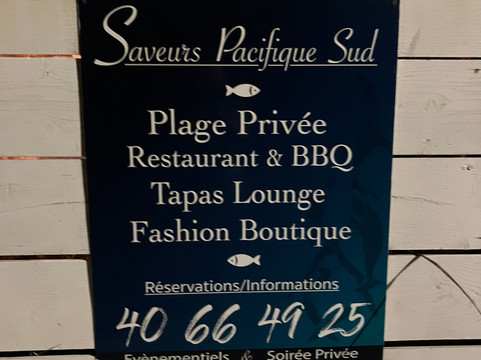 Saveurs Pacifique Sud
Plage Privée
Restaurant & BBQ
Tapas Lounge
Fashion Boutique
Réservations/Informations
40 66 49 25
Evènementiels & Soirée Privée